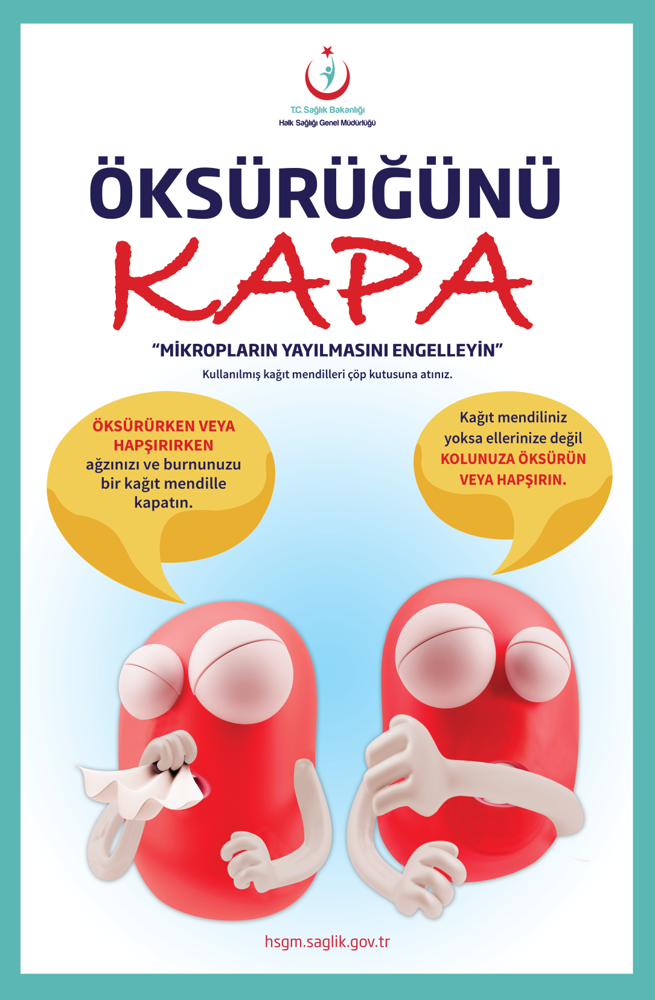 T.C. Sağlık Bakanlığı
Halk Sağlığı Genel Müdürlüğü
ÖKSÜRÜĞÜNÜ
KAPA
“MİKROPLARIN YAYILMASINI ENGELLEYİN”
Kullanılmış kağıt mendilleri çöp kutusuna atınız.
ÖKSÜRÜRKEN VEYA
HAPŞIRIRKEN
ağzınızı ve burnunuzu
bir kağıt mendille
kapatın.
Kağıt mendiliniz
yoksa ellerinize değil
KOLUNUZA ÖKSÜRÜN
VEYA HAPŞIRIN.
hsgm.saglik.gov.tr